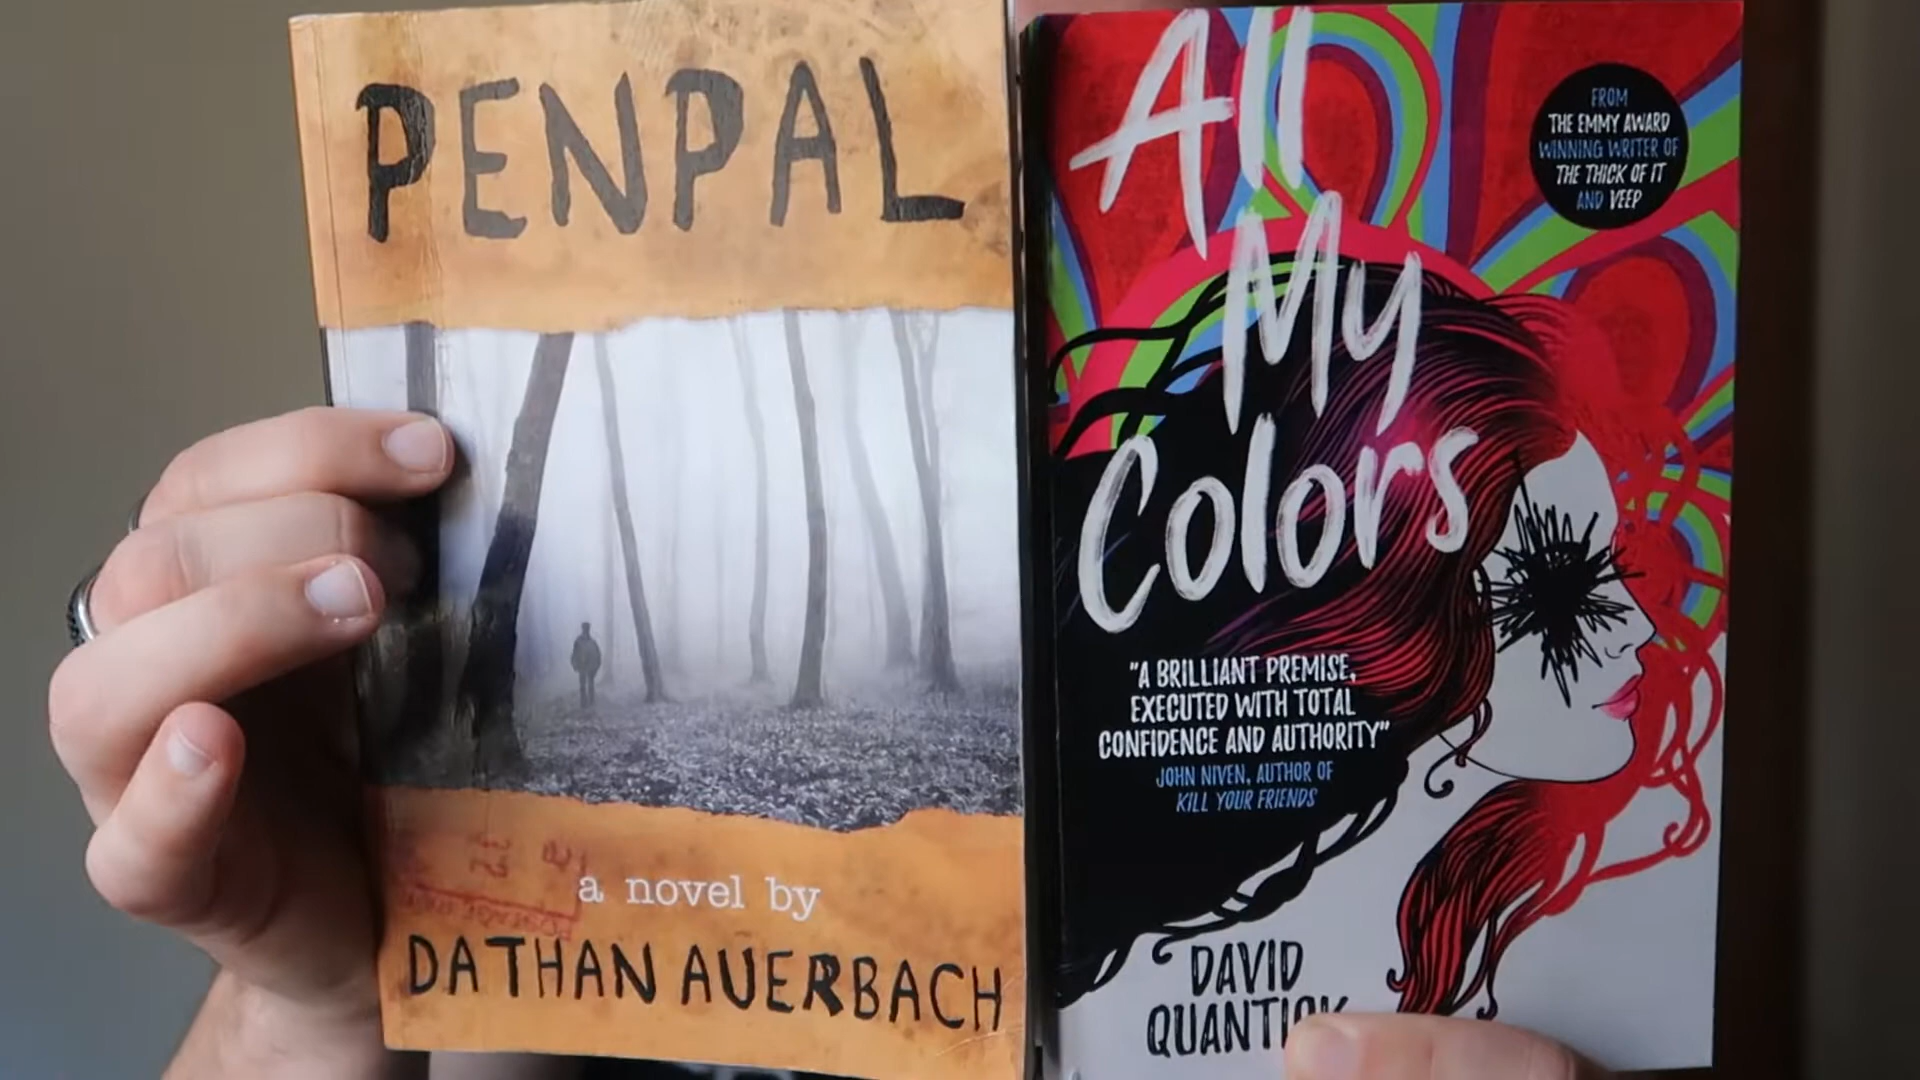 PENPAL
a novel by
DATHAN AUERBACH
All
My
Colors
FROM
THE EMMY AWARD
WINNING WRITER OF
THE THICK OF IT
AND VEEP
"A BRILLIANT PREMISE,
EXECUTED WITH TOTAL
CONFIDENCE AND AUTHORITY"
JOHN NIVEN, AUTHOR OF
KILL YOUR FRIENDS
DAVID
QUANTICK